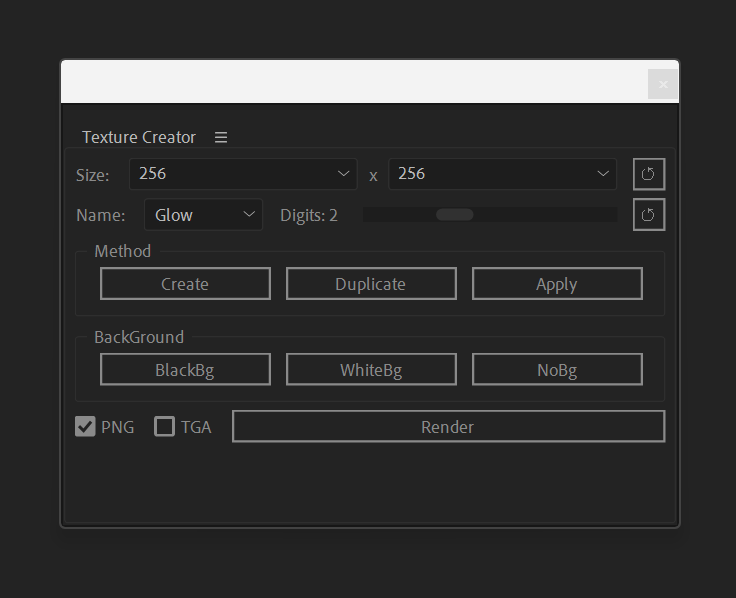 Texture Creator
Size: 256 x 256
Name: Glow Digits: 2
Method
Create Duplicate Apply
BackGround
BlackBg WhiteBg NoBg
PNG TGA Render